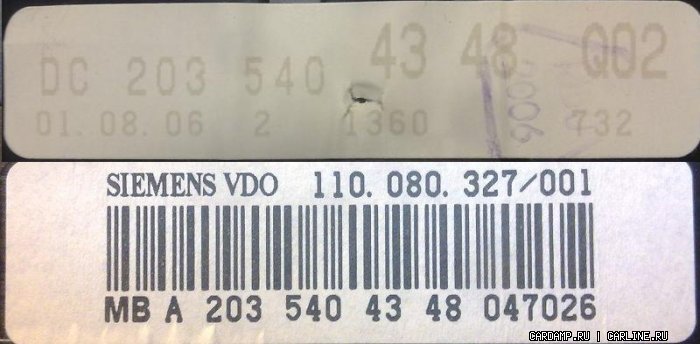 DC 203 540 43 48 Q02
01.08.06 2 1360 732
SIEMENS VDO 110.080.327/001
MB A 203 540 43 48 047026
CARDAMP.RU | CARLINE.RU